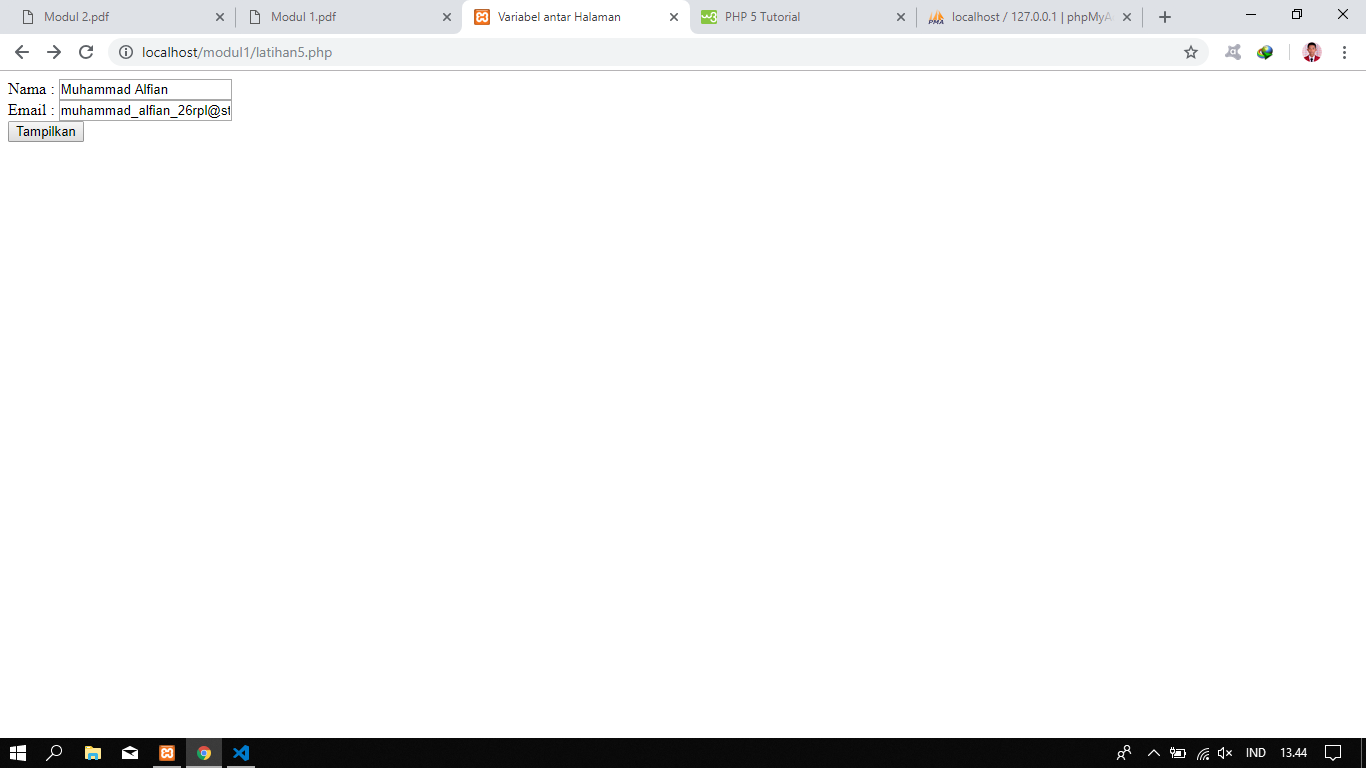 Modul 2.pdf
Modul 1.pdf
Variabel antar Halaman
PHP 5 Tutorial
localhost / 127.0.0.1 | phpMyA
localhost/modul1/latihan5.php
Nama : Muhammad Alfian
Email : muhammad_alfian_26rpl@st
Tampilkan
IND
13.44